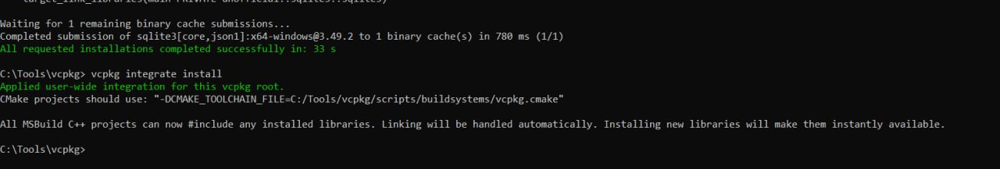 target_link_libraries(main PRIVATE unofficial::sqlite3::sqlite3)
Waiting for 1 remaining binary cache submissions...
Completed submission of sqlite3[core,json1]:x64-windows@3.49.2 to 1 binary cache(s) in 780 ms (1/1)
All requested installations completed successfully in: 33 s
C:\Tools\vcpkg> vcpkg integrate install
Applied user-wide integration for this vcpkg root.
CMake projects should use: "-DCMAKE_TOOLCHAIN_FILE=C:/Tools/vcpkg/scripts/buildsystems/vcpkg.cmake"
All MSBuild C++ projects can now #include any installed libraries. Linking will be handled automatically. Installing new libraries will make them instantly available.
C:\Tools\vcpkg>